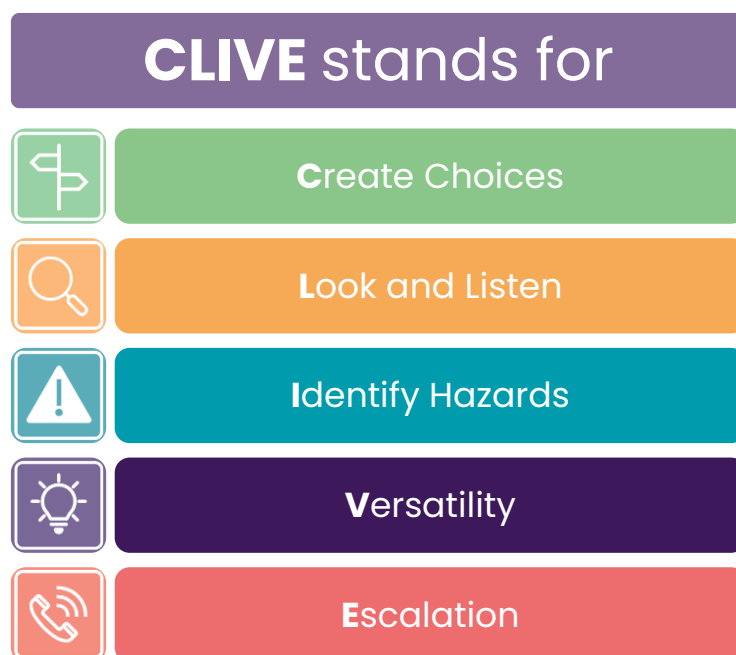 CLIVE stands for
Create Choices
Look and Listen
Identify Hazards
Versatility
Escalation